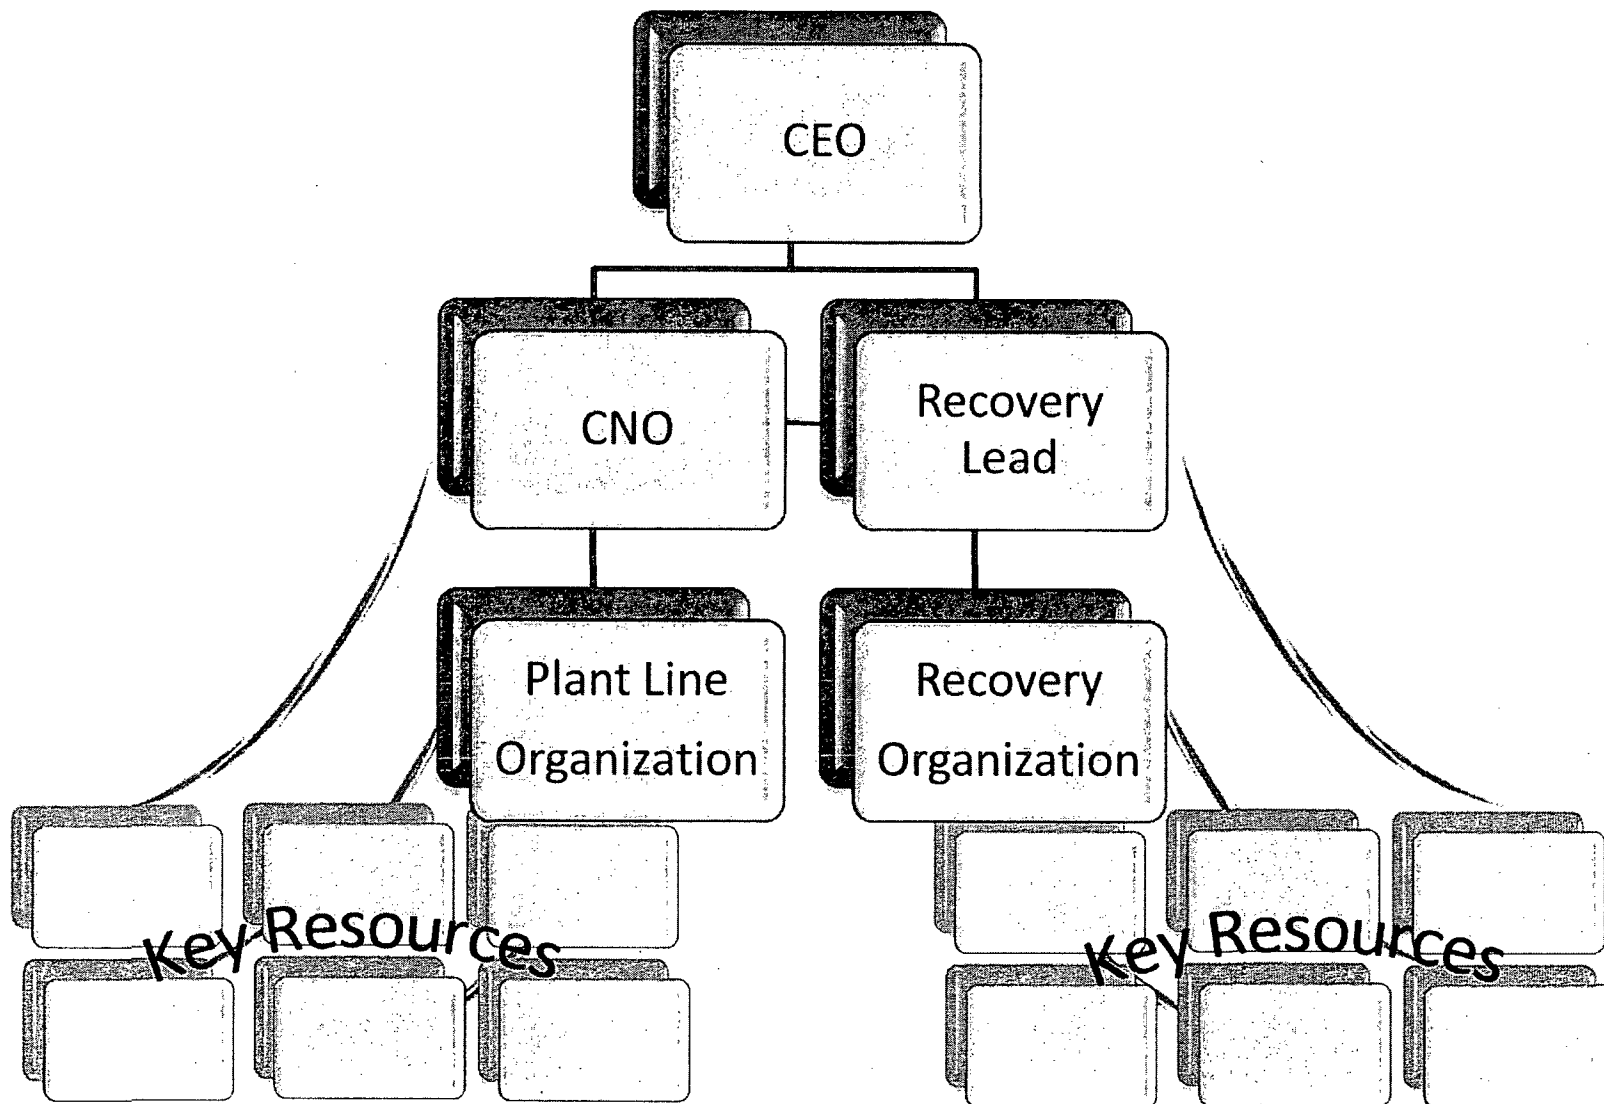 CEO
CNO
Recovery
Lead
Plant Line
Organization
Recovery
Organization
Key Resources
Key Resources